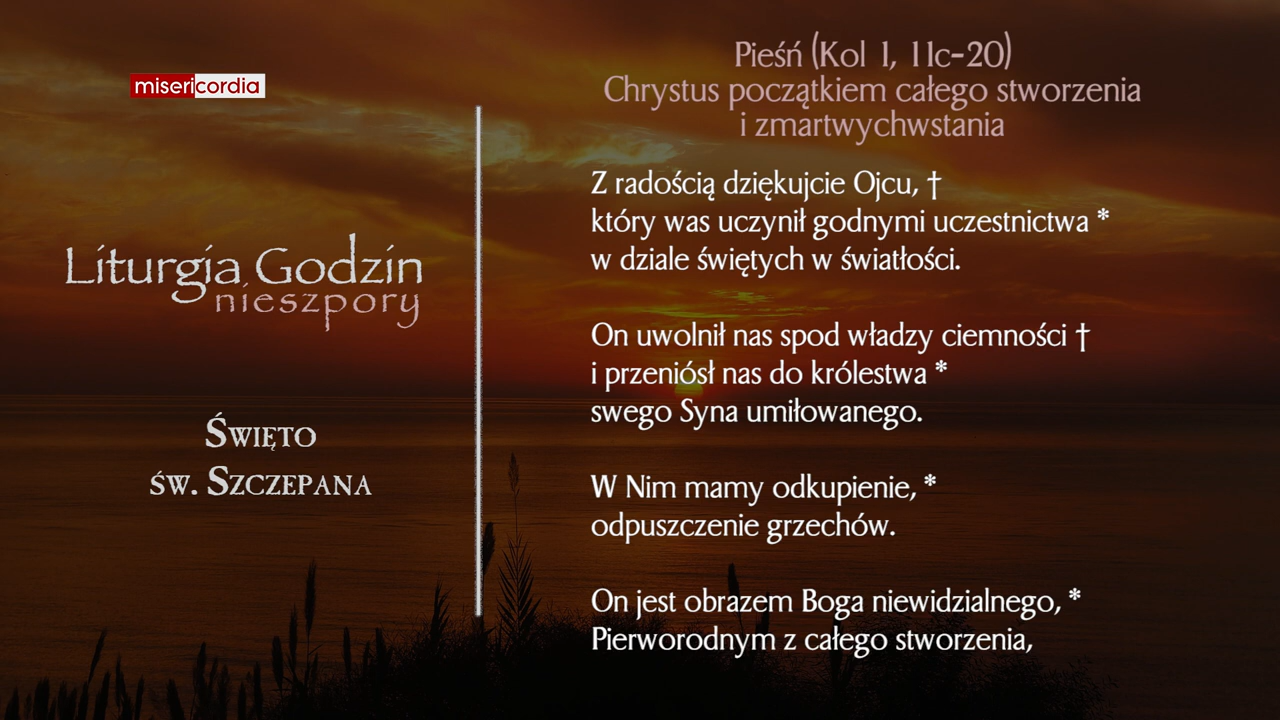 misericordia
Liturgia Godzin
nieszpory
Święto
św. Szczepana
Pieśń (Kol 1, 11c-20)
Chrystus początkiem całego stworzenia
i zmartwychwstania
Z radością dziękujcie Ojcu, †
który was uczynił godnymi uczestnictwa *
w dziale świętych w światłości.
On uwolnił nas spod władzy ciemności †
i przeniósł nas do królestwa *
swego Syna umiłowanego.
W Nim mamy odkupienie, *
odpuszczenie grzechów.
On jest obrazem Boga niewidzialnego, *
Pierworodnym z całego stworzenia,